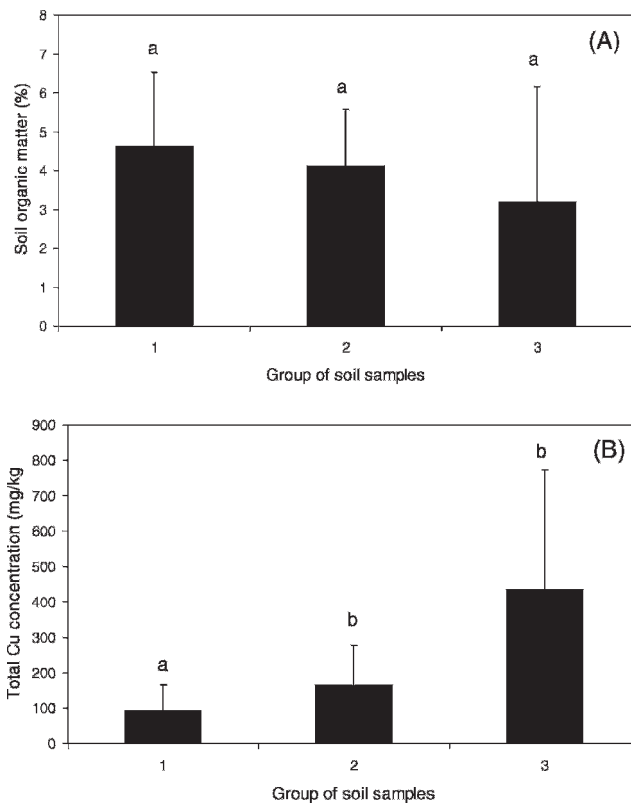 (A)
8
7
6
5
4
3
2
1
0
Soil organic matter (%)
a
a
a
1 2 3
Group of soil samples
(B)
900
800
700
600
500
400
300
200
100
0
Total Cu concentration (mg/kg
a
b
b
1 2 3
Group of soil samples